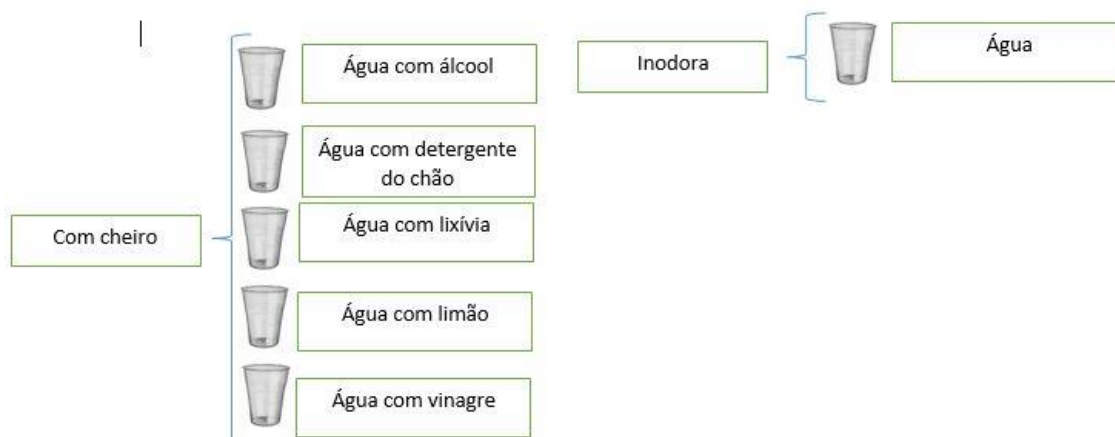 Água com álcool
Água com detergente
do chão
Com cheiro
Água com lixívia
Água com limão
Água com vinagre
Inodora
Água